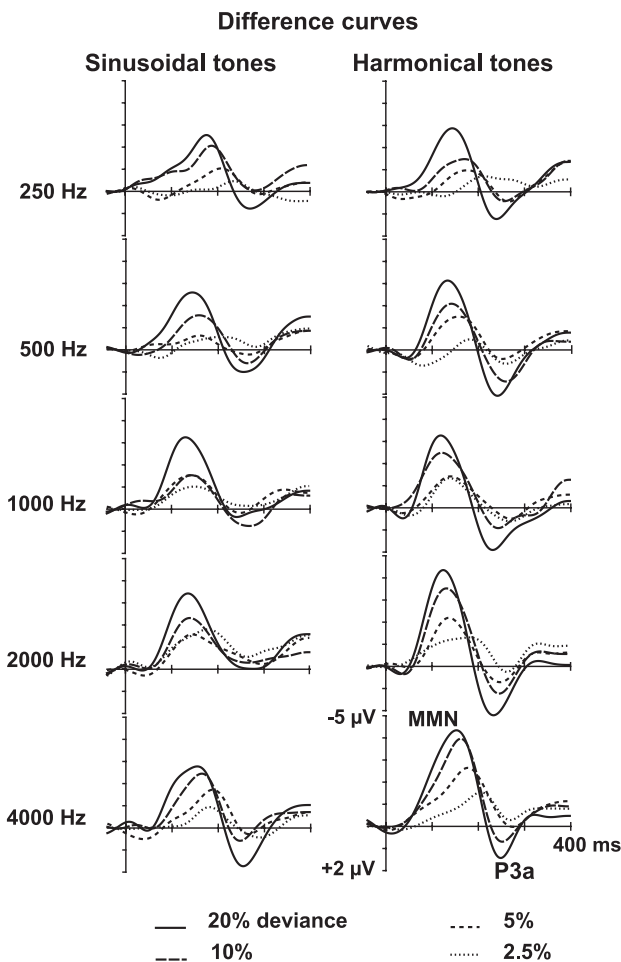 Difference curves
Sinusoidal tones Harmonical tones
250 Hz
500 Hz
1000 Hz
2000 Hz
-5 µV MMN
4000 Hz
400 ms
+2 µV P3a
20% deviance 5%
10% 2.5%